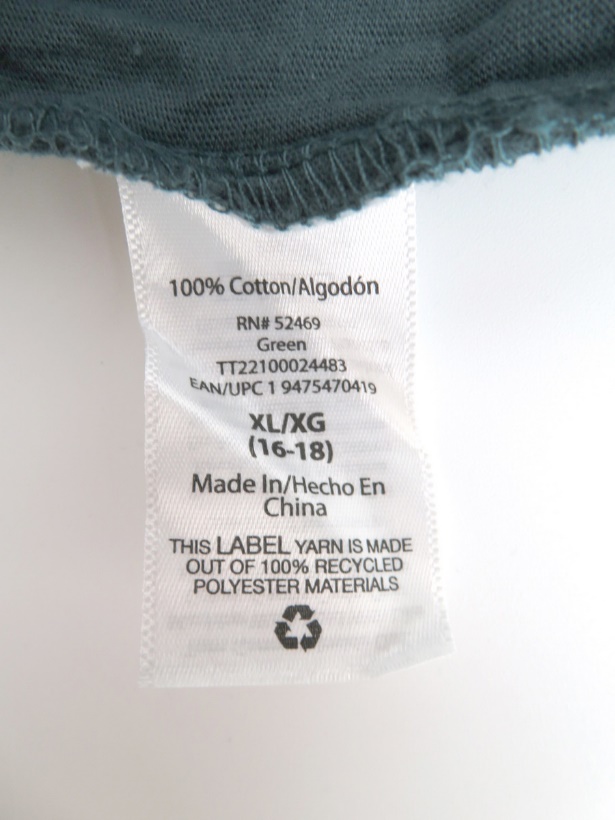 100% Cotton/Algodón
RN# 52469
Green
TT22100024483
EAN/UPC 1 9475470419
XL/XG
(16-18)
Made In/Hecho En
China
THIS LABEL YARN IS MADE
OUT OF 100% RECYCLED
POLYESTER MATERIALS